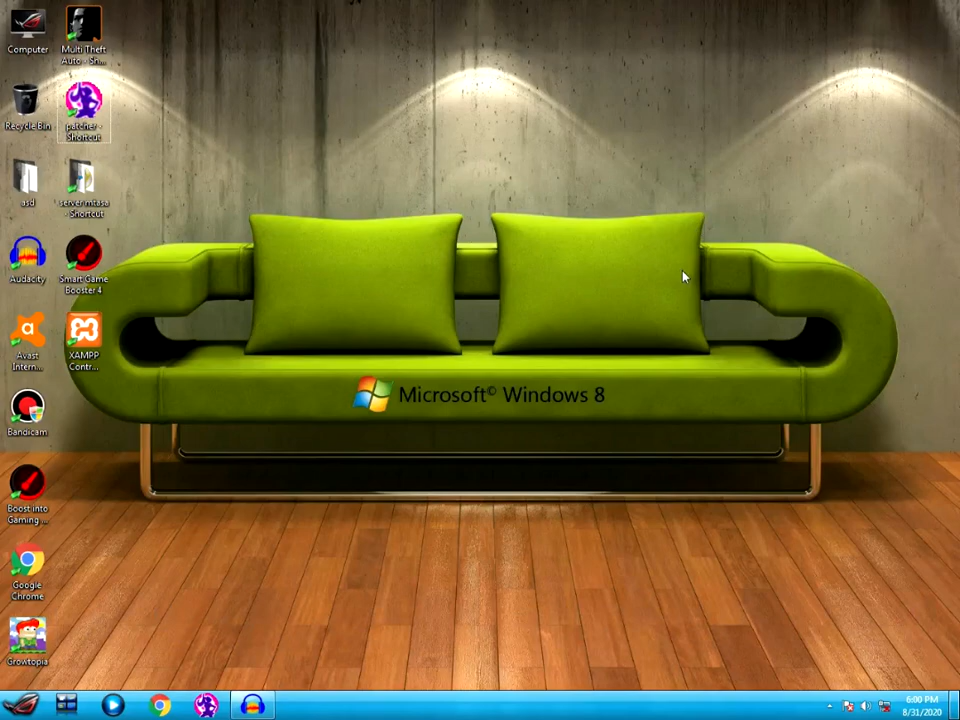 Computer
Multi Theft
Auto - Sh...
Recycle Bin
patcher -
Shortcut
asd
server mtasa
- Shortcut
Audacity
Smart Game
Booster 4
Avast
Intern...
XAMPP
Contr...
Microsoft© Windows 8
Bandicam
Boost into
Gaming ...
Google
Chrome
Growtopia
6:00 PM
8/31/2020